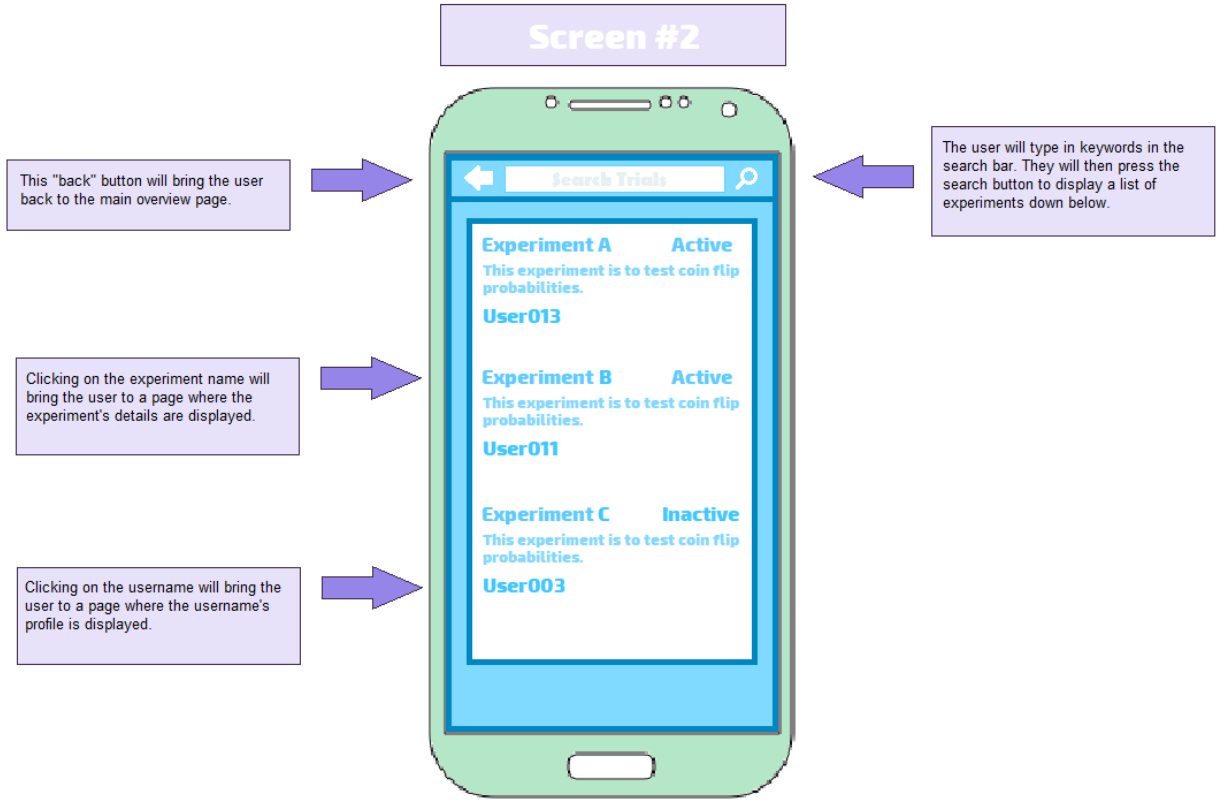 Screen #2
This "back" button will bring the user
back to the main overview page.
The user will type in keywords in the
search bar. They will then press the
search button to display a list of
experiments down below.
Search Trials
Experiment A Active
This experiment is to test coin flip
probabilities.
User013
Clicking on the experiment name will
bring the user to a page where the
experiment's details are displayed.
Experiment B Active
This experiment is to test coin flip
probabilities.
User011
Experiment C Inactive
This experiment is to test coin flip
probabilities.
User003
Clicking on the username will bring the
user to a page where the username's
profile is displayed.